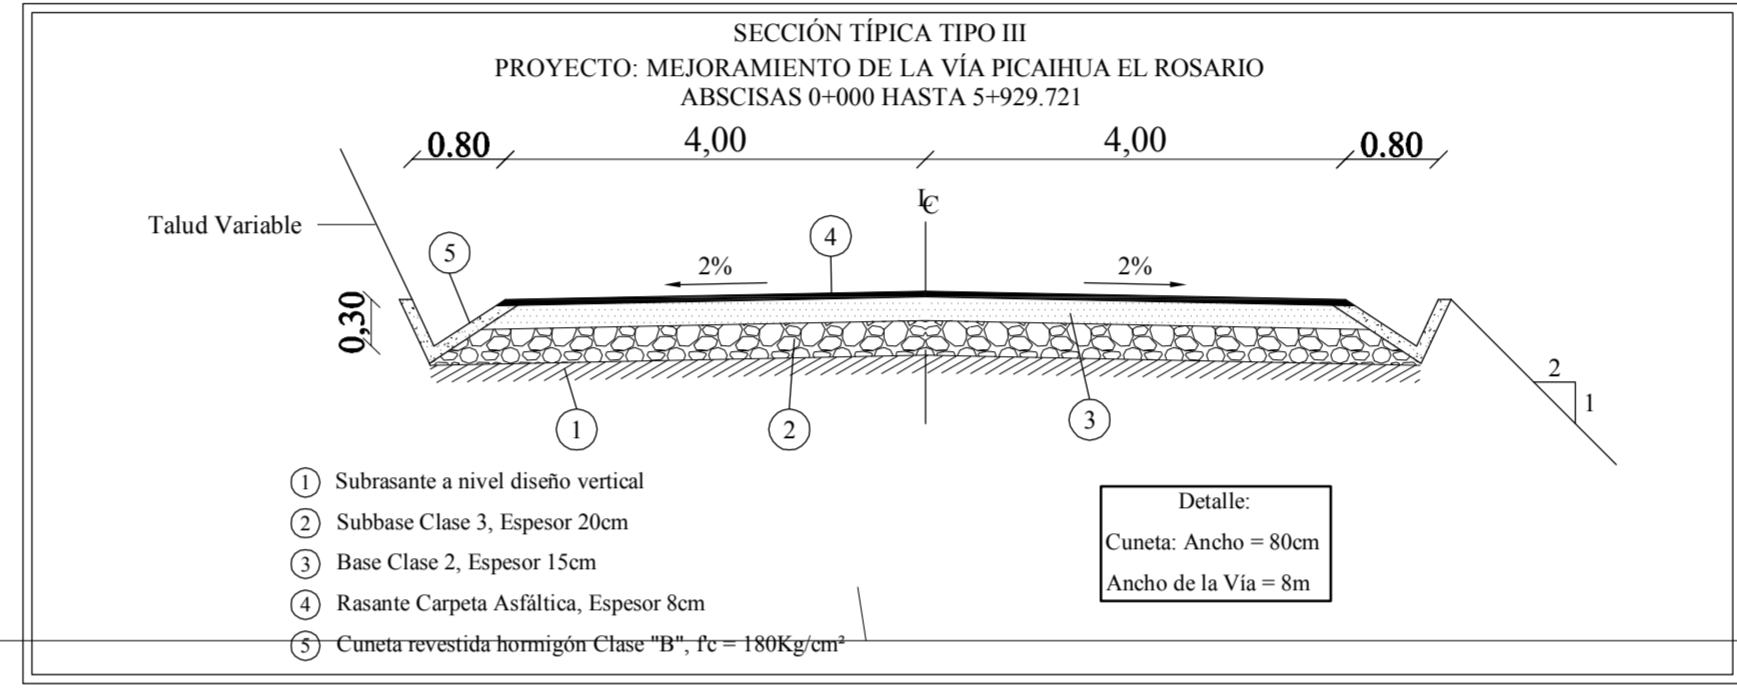 SECCIÓN TÍPICA TIPO III
PROYECTO: MEJORAMIENTO DE LA VÍA PICAIHUA EL ROSARIO
ABSCISAS 0+000 HASTA 5+929.721
0.80 4,00 4,00 0.80
LC
Talud Variable
5
4
2% 2%
0,30
2
1
1
2
3
1 Subrasante a nivel diseño vertical
2 Subbase Clase 3, Espesor 20cm
3 Base Clase 2, Espesor 15cm
4 Rasante Carpeta Asfáltica, Espesor 8cm
5 Cuneta revestida hormigón Clase "B", f'c = 180Kg/cm²
Detalle:
Cuneta: Ancho = 80cm
Ancho de la Vía = 8m